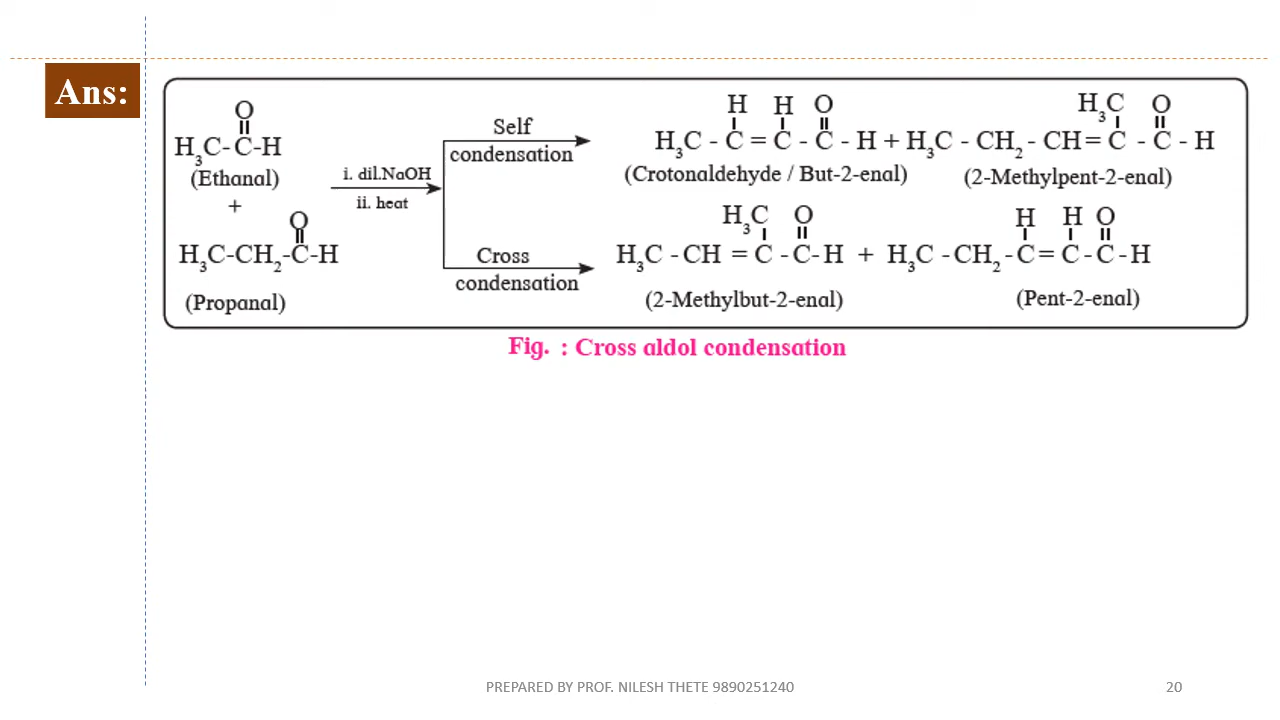 Ans:
O
H₃C-C-H
(Ethanal)
+
O
H₃C-CH₂-C-H
(Propanal)
i. dil.NaOH
ii. heat
Self
condensation
H H O
H₃C - C = C - C - H + H₃C - CH₂ - CH = C - C - H
H₃C O
(Crotonaldehyde / But-2-enal)
(2-Methylpent-2-enal)
Cross
condensation
H₃C O
H₃C - CH = C - C-H + H₃C - CH₂ - C = C - C - H
H H O
(2-Methylbut-2-enal)
(Pent-2-enal)
Fig. : Cross aldol condensation
PREPARED BY PROF. NILESH THETE 9890251240
20